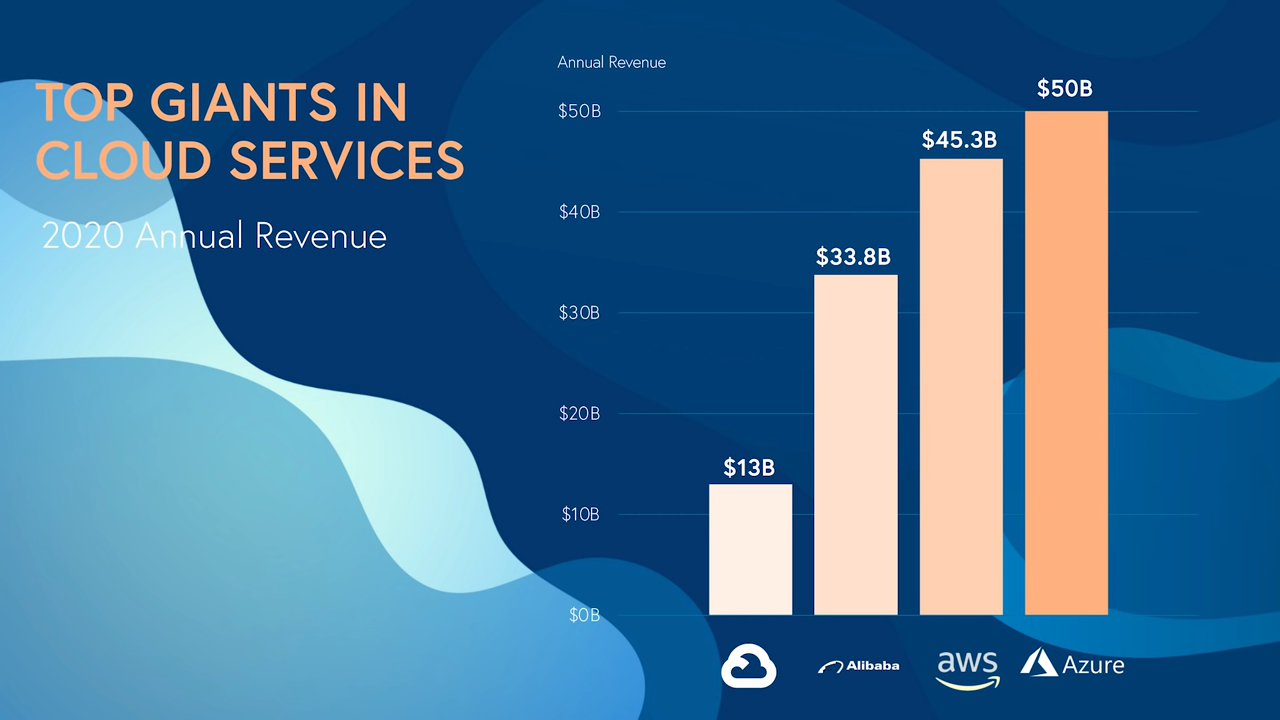 TOP GIANTS IN
CLOUD SERVICES
2020 Annual Revenue
Annual Revenue
$50B
$40B
$30B
$20B
$10B
$0B
$13B
$33.8B
$45.3B
$50B
Alibaba
aws
Azure